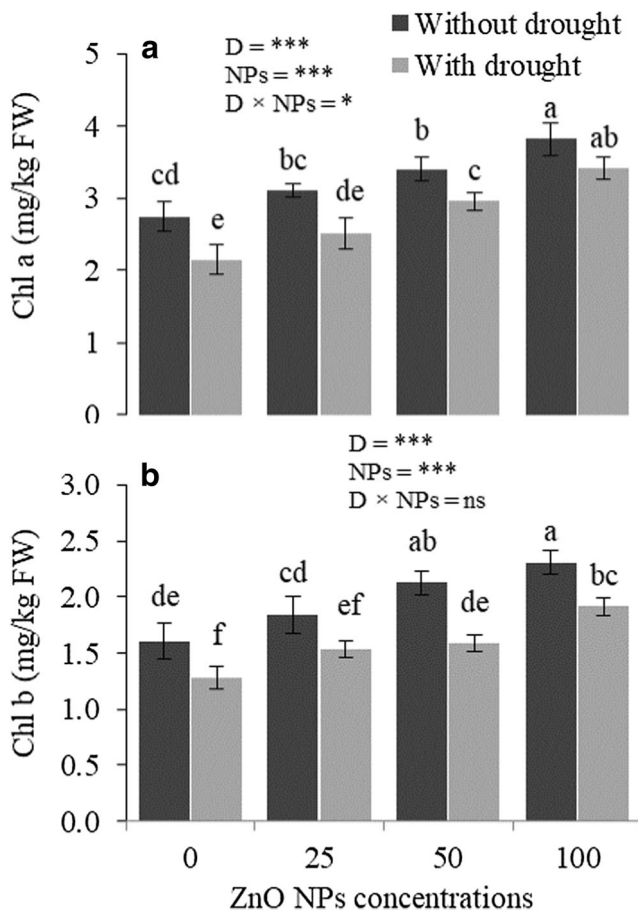 Without drought
With drought
a
D = ***
NPs = ***
D × NPs = *
Chl a (mg/kg FW)
5
4
3
2
1
0
cd
e
bc
de
b
c
a
ab
b
D = ***
NPs = ***
D × NPs = ns
Chl b (mg/kg FW)
3.0
2.5
2.0
1.5
1.0
0.5
0.0
de
f
cd
ef
ab
de
a
bc
0 25 50 100
ZnO NPs concentrations